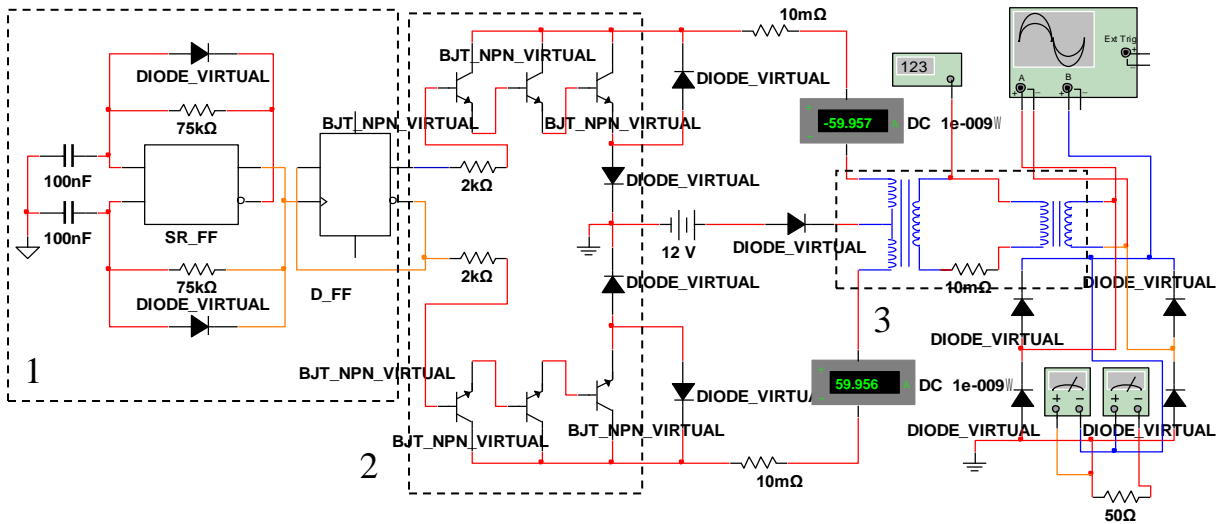 DIODE_VIRTUAL
75kΩ
100nF
100nF
SR_FF
75kΩ
DIODE_VIRTUAL
1
D_FF
BJT_NPN_VIRTUAL
BJT_NPN_VIRTUAL
BJT_NPN_VIRTUAL
2kΩ
2kΩ
BJT_NPN_VIRTUAL
BJT_NPN_VIRTUAL
BJT_NPN_VIRTUAL
2
10mΩ
DIODE_VIRTUAL
DIODE_VIRTUAL
12 V
DIODE_VIRTUAL
DIODE_VIRTUAL
DIODE_VIRTUAL
10mΩ
123
-59.957 A
DC 1e-009W
59.956 A
DC 1e-009W
10mΩ
3
Ext Trig
+
-
A
B
+ - + -
DIODE_VIRTUAL
DIODE_VIRTUAL
DIODE_VIRTUAL
DIODE_VIRTUAL
+ - + -
50Ω